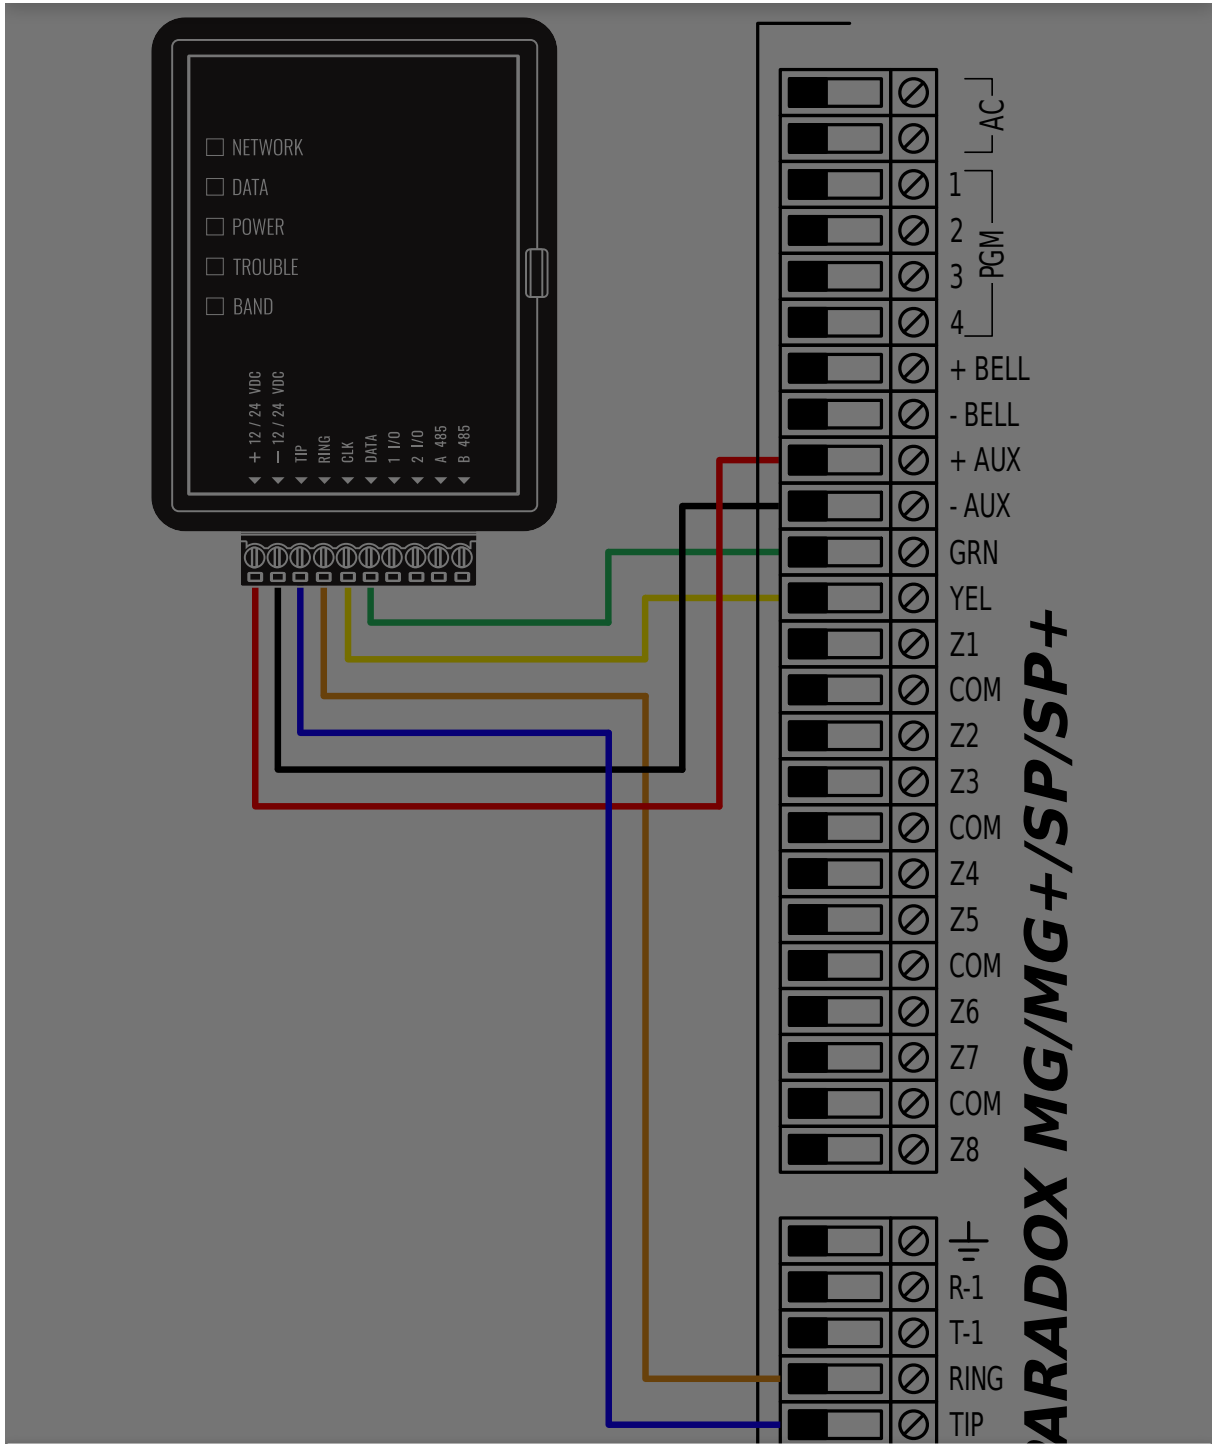 NETWORK
DATA
POWER
TROUBLE
BAND
+ 12 / 24 VDC
− 12 / 24 VDC
TIP
RING
CLK
DATA
1 I/O
2 I/O
A 485
B 485
AC
1
2
3
4
PGM
+ BELL
- BELL
+ AUX
- AUX
GRN
YEL
Z1
COM
Z2
Z3
COM
Z4
Z5
COM
Z6
Z7
COM
Z8
R-1
T-1
RING
TIP
PARADOX MG/MG+/SP/SP+